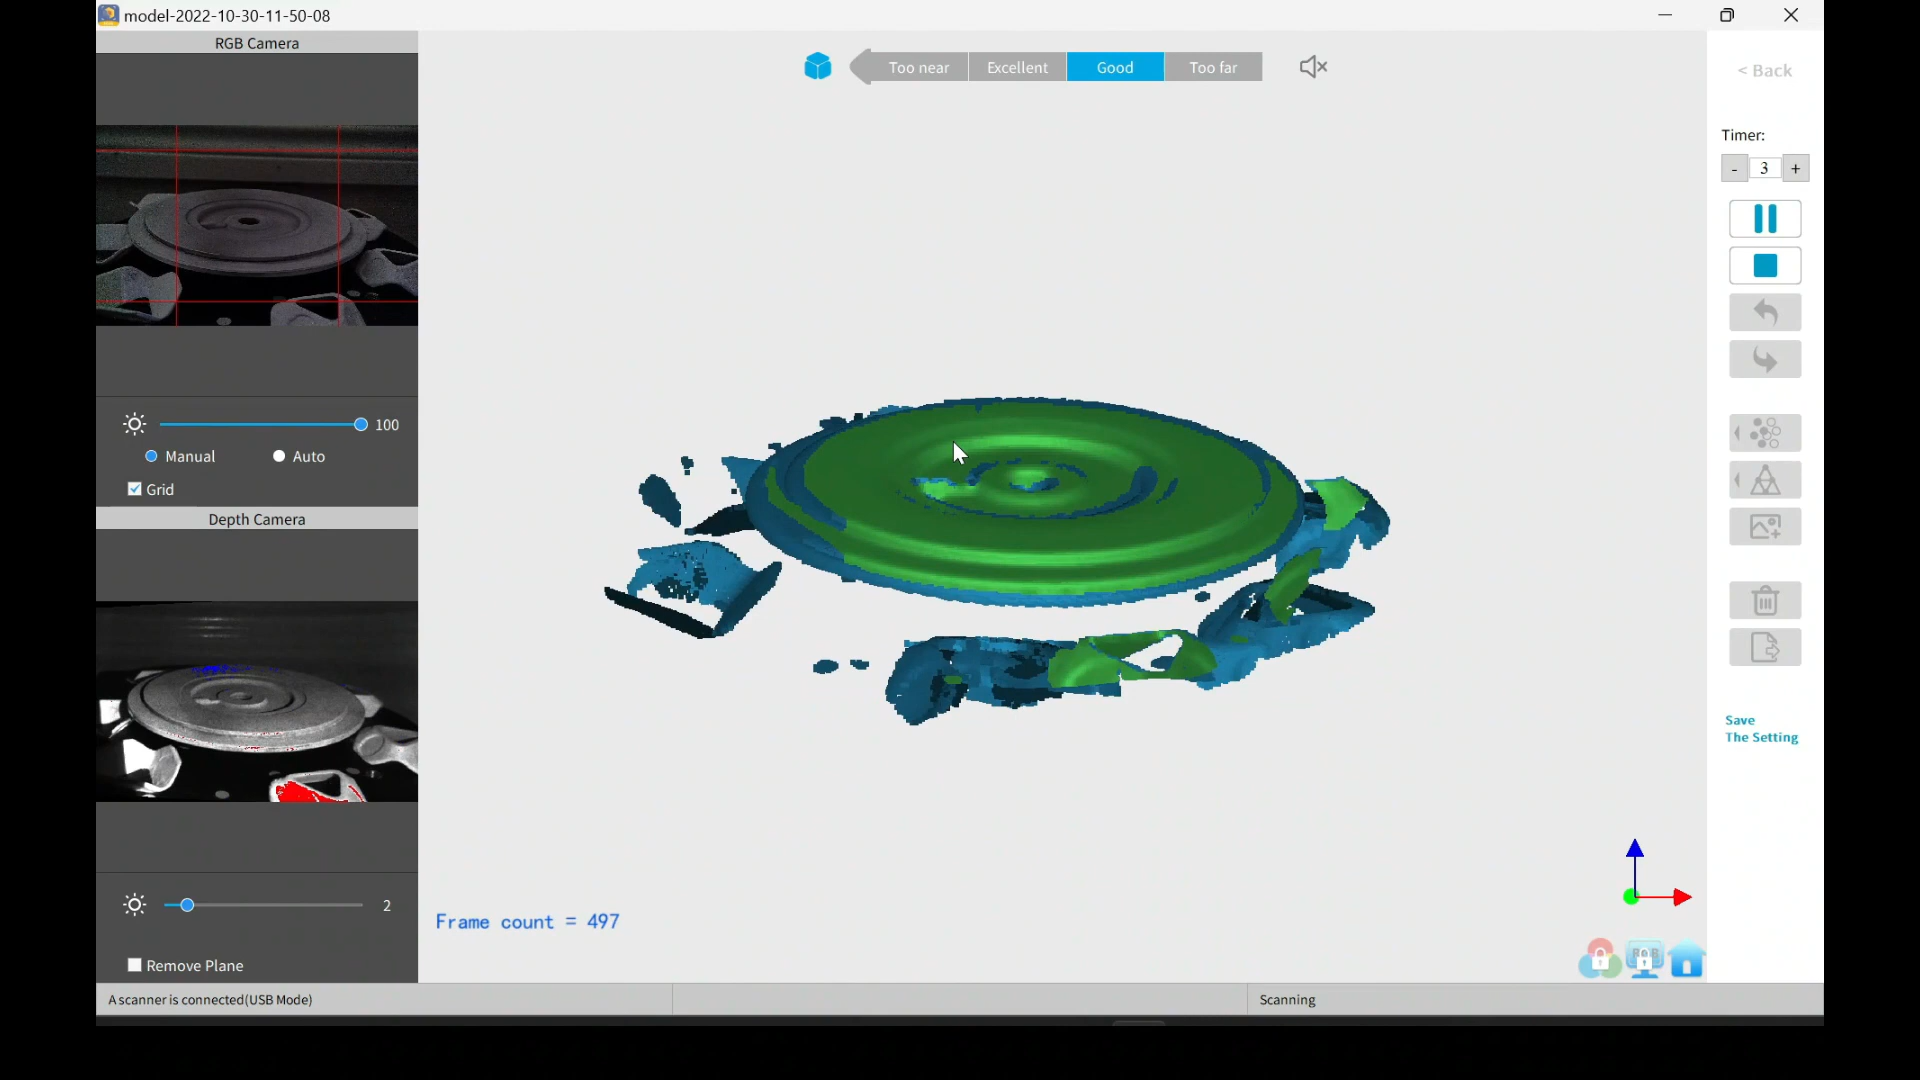 model-2022-10-30-11-50-08
RGB Camera
Too near
Excellent
Good
Too far
< Back
Timer:
- 3 +
100
Manual
Auto
Grid
Depth Camera
Save
The Setting
2
Frame count = 497
Remove Plane
RGB
A scanner is connected(USB Mode)
Scanning